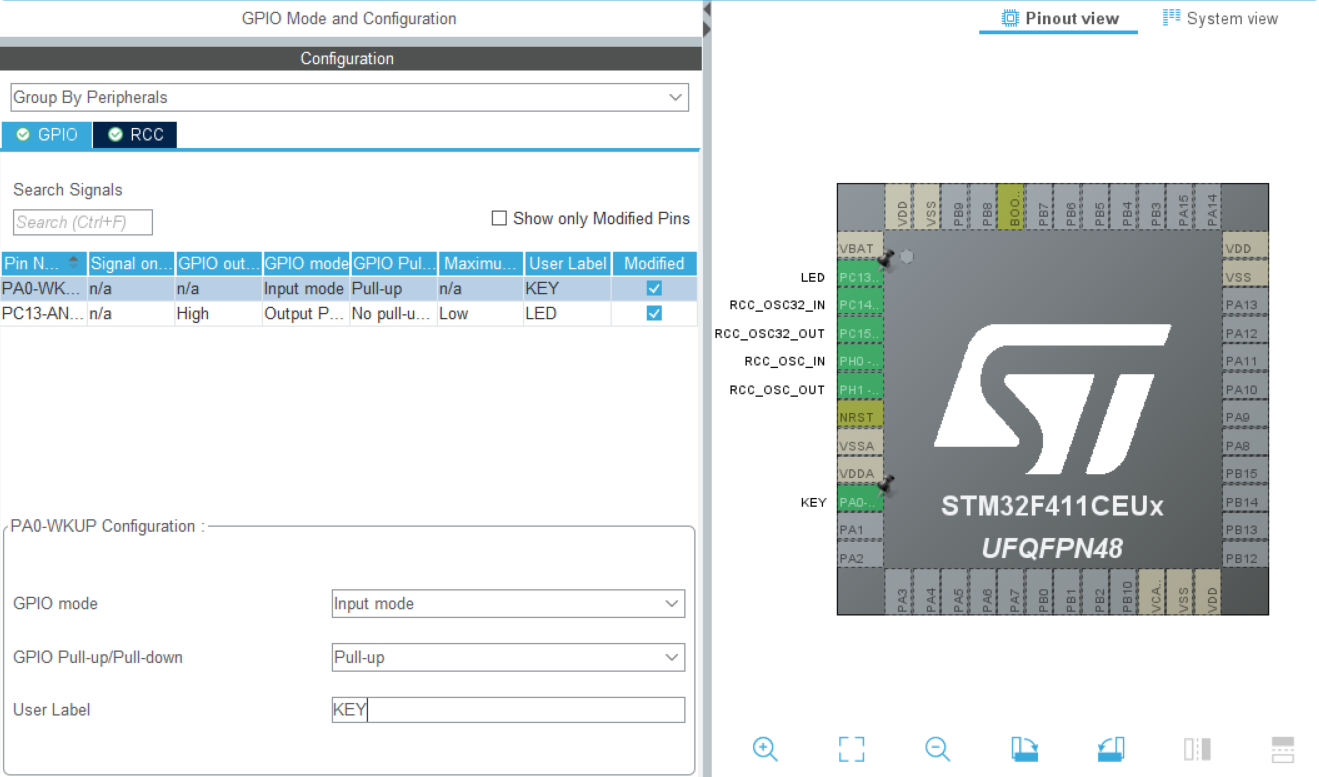 GPIO Mode and Configuration
Configuration
Group By Peripherals
GPIO RCC
Search Signals
Search (Ctrl+F)
Show only Modified Pins
Pin N... Signal on... GPIO out... GPIO mode GPIO Pul... Maximu... User Label Modified
PA0-WK... n/a n/a Input mode Pull-up n/a KEY
PC13-AN... n/a High Output P... No pull-u... Low LED
PA0-WKUP Configuration :
GPIO mode Input mode
GPIO Pull-up/Pull-down Pull-up
User Label KEY
Pinout view System view
VDD VSS PB9 PB8 BOO.. PB7 PB6 PB5 PB4 PB3 PA15 PA14
VBAT VDD
LED PC13.. VSS
RCC_OSC32_IN PC14.. PA13
RCC_OSC32_OUT PC15.. PA12
RCC_OSC_IN PH0 -.. PA11
RCC_OSC_OUT PH1 -.. PA10
NRST PA9
VSSA PA8
VDDA PB15
KEY PA0-.. PB14
PA1 PB13
PA2 PB12
ST
STM32F411CEUx
UFQFPN48
PA3 PA4 PA5 PA6 PA7 PB0 PB1 PB2 PB10 VCA.. VSS VDD